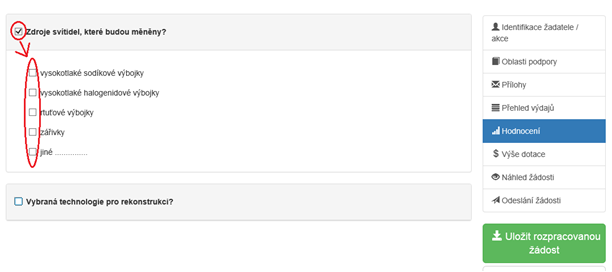 Zdroje svítidel, které budou měněny?
vysokotlaké sodíkové výbojky
vysokotlaké halogenidové výbojky
rtuťové výbojky
zářivky
jiné ...............
Vybraná technologie pro rekonstrukci?
Identifikace žadatele /
akce
Oblasti podpory
Přílohy
Přehled výdajů
Hodnocení
Výše dotace
Náhled žádosti
Odeslání žádosti
Uložit rozpracovanou
žádost